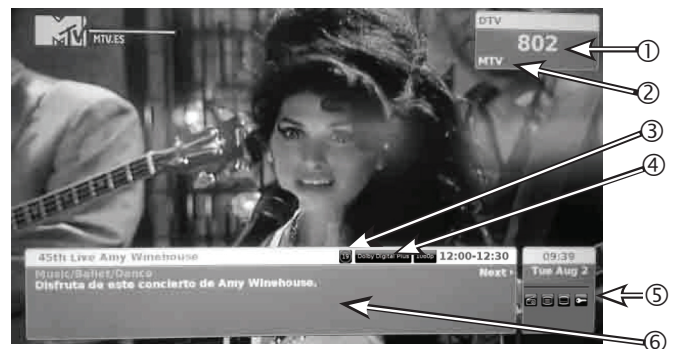 MTV
MTV.ES
DTV
802
MTV
①
②
③
④
45th Live Amy Winehouse
19 Dolby Digital Plus 1080p 12:00-12:30
09:39
Music/Ballet/Dance
Next
Tue Aug 2
Disfruta de este concierto de Amy Winehouse.
⑤
⑥